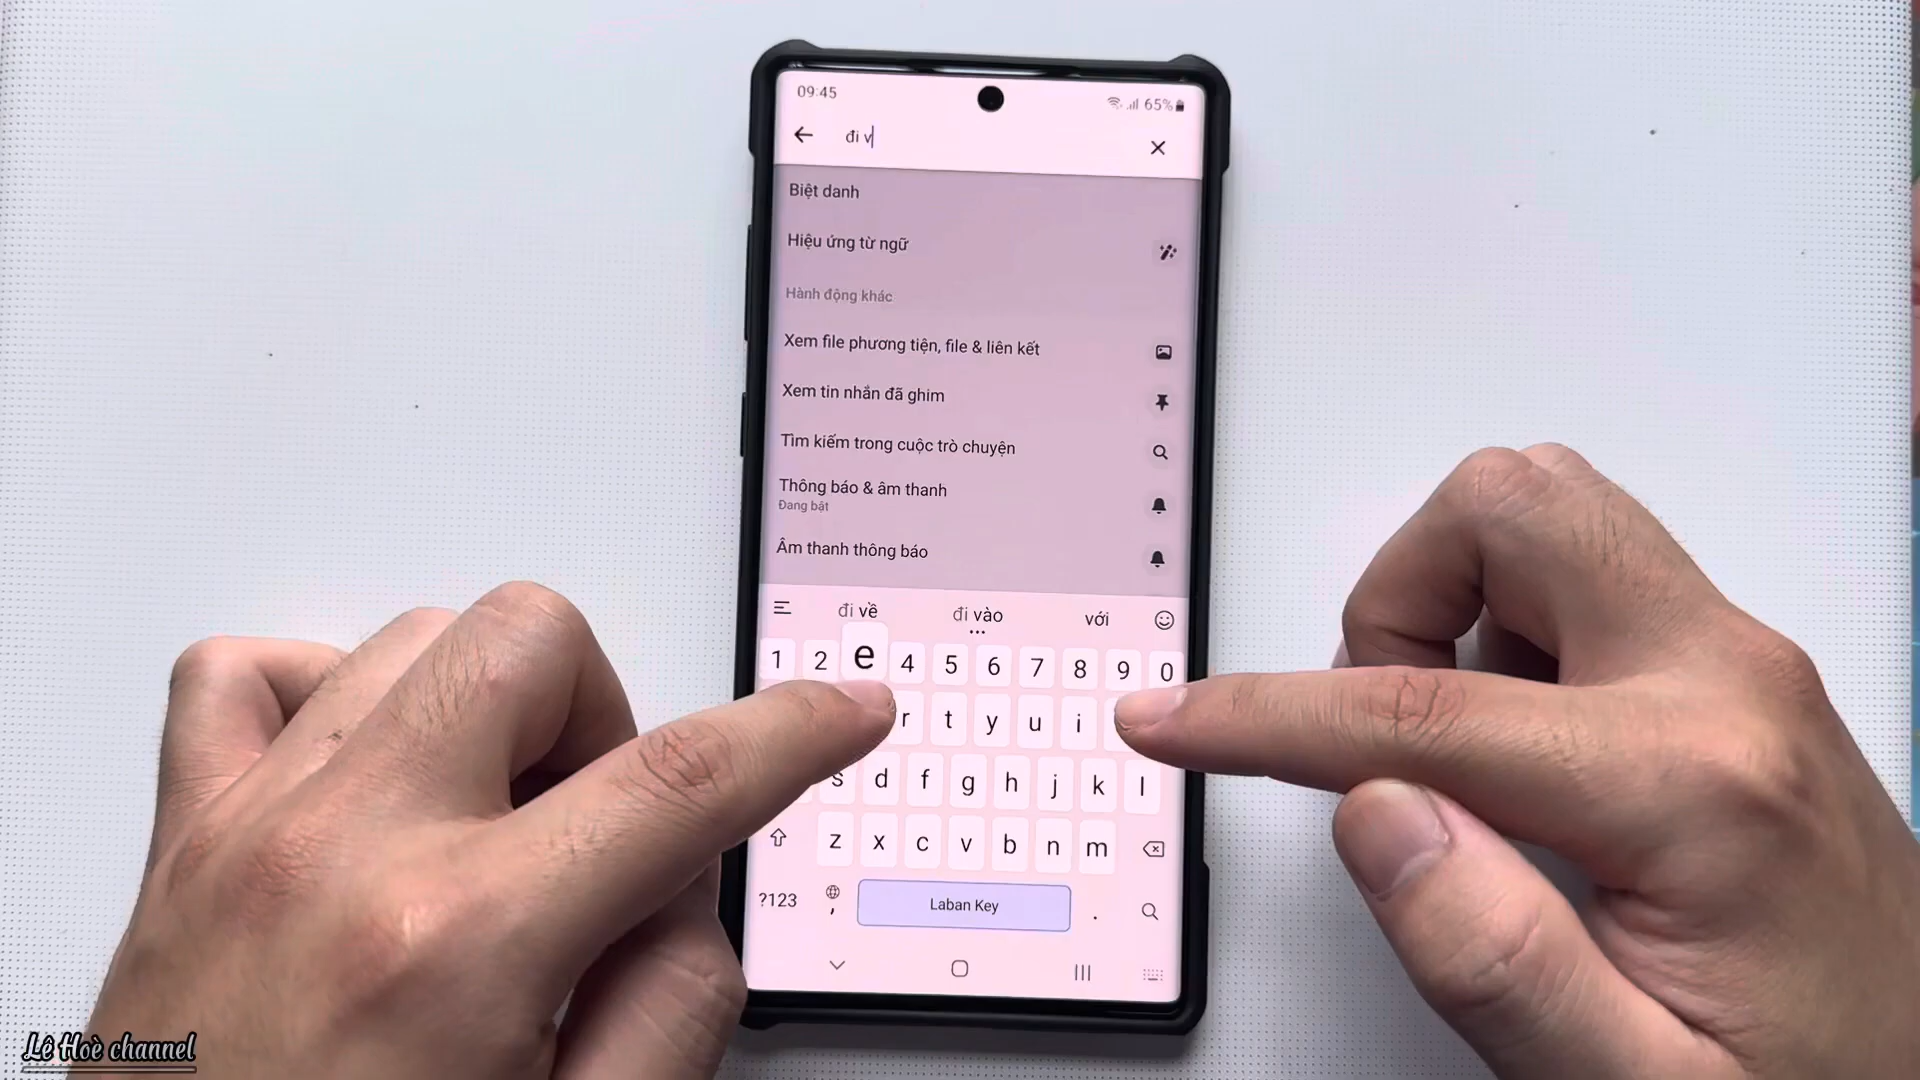 09:45
65%
đi v
Biệt danh
Hiệu ứng từ ngữ
Hành động khác
Xem file phương tiện, file & liên kết
Xem tin nhắn đã ghim
Tìm kiếm trong cuộc trò chuyện
Thông báo & âm thanh
Đang bật
Âm thanh thông báo
đi về đi vào với
1 2 e 4 5 6 7 8 9 0
r t y u i
s d f g h j k l
z x c v b n m
?123 , Laban Key .
Lê Hoè channel